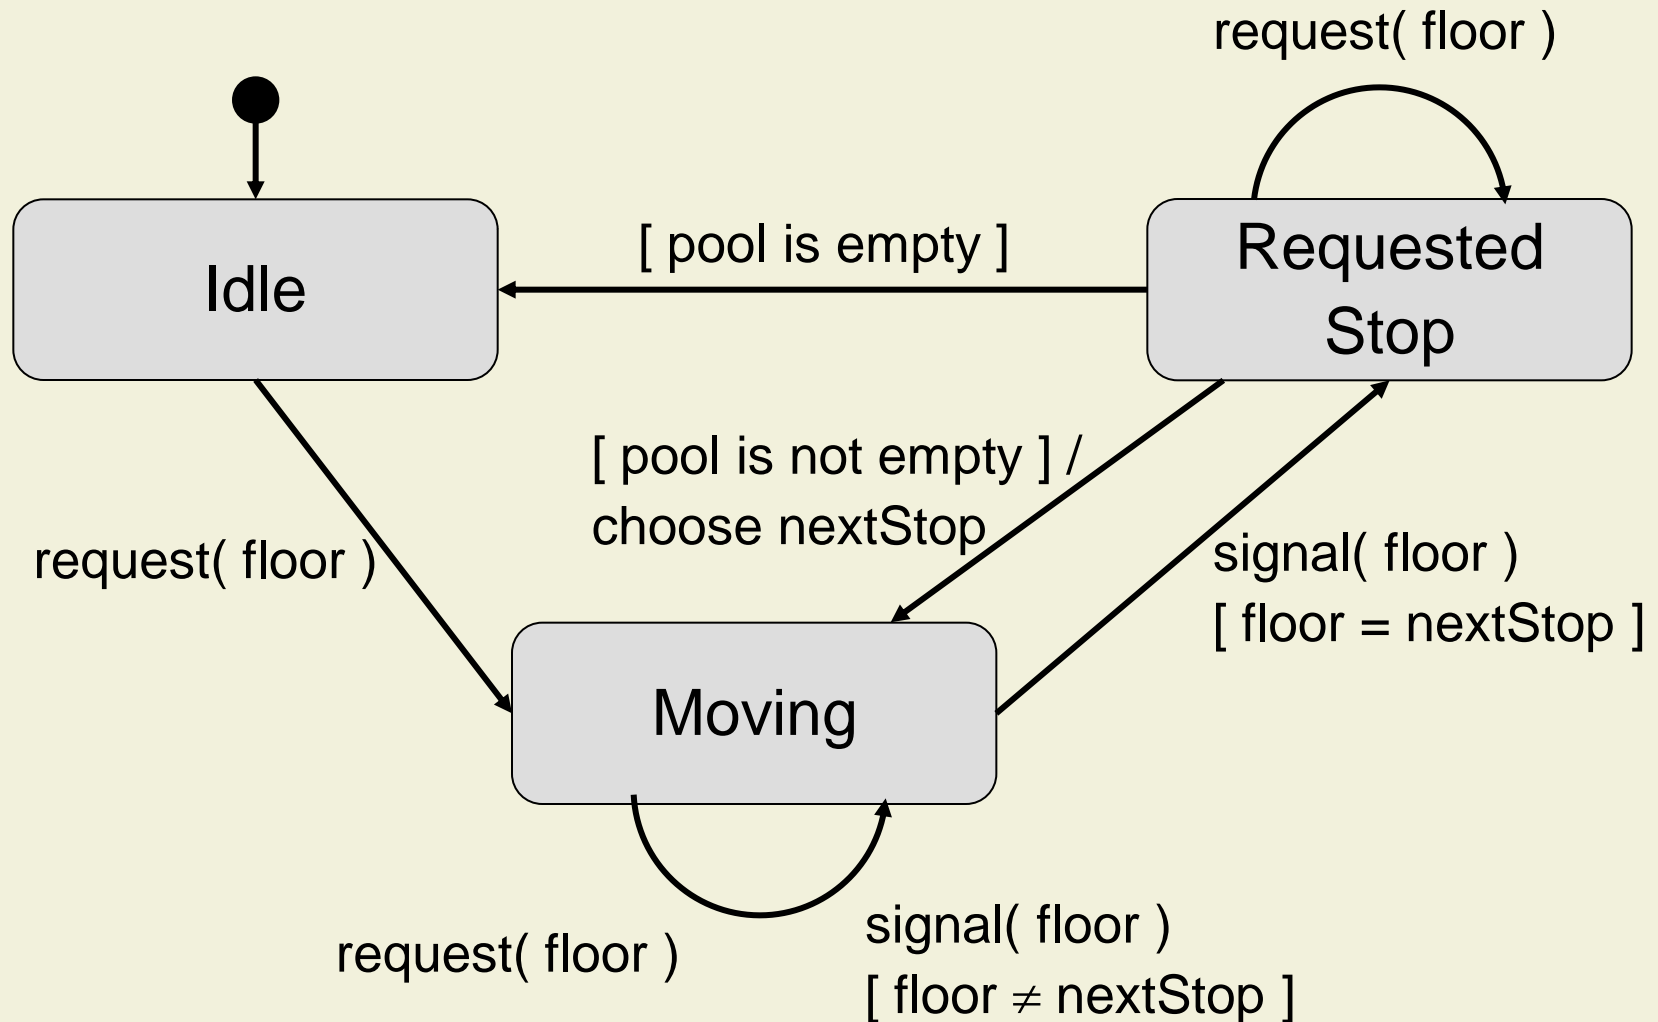 request( floor )
[ pool is empty ]
Requested
Stop
Idle
[ pool is not empty ] /
choose nextStop
request( floor )
signal( floor )
[ floor = nextStop ]
Moving
request( floor )
signal( floor )
[ floor ≠ nextStop ]